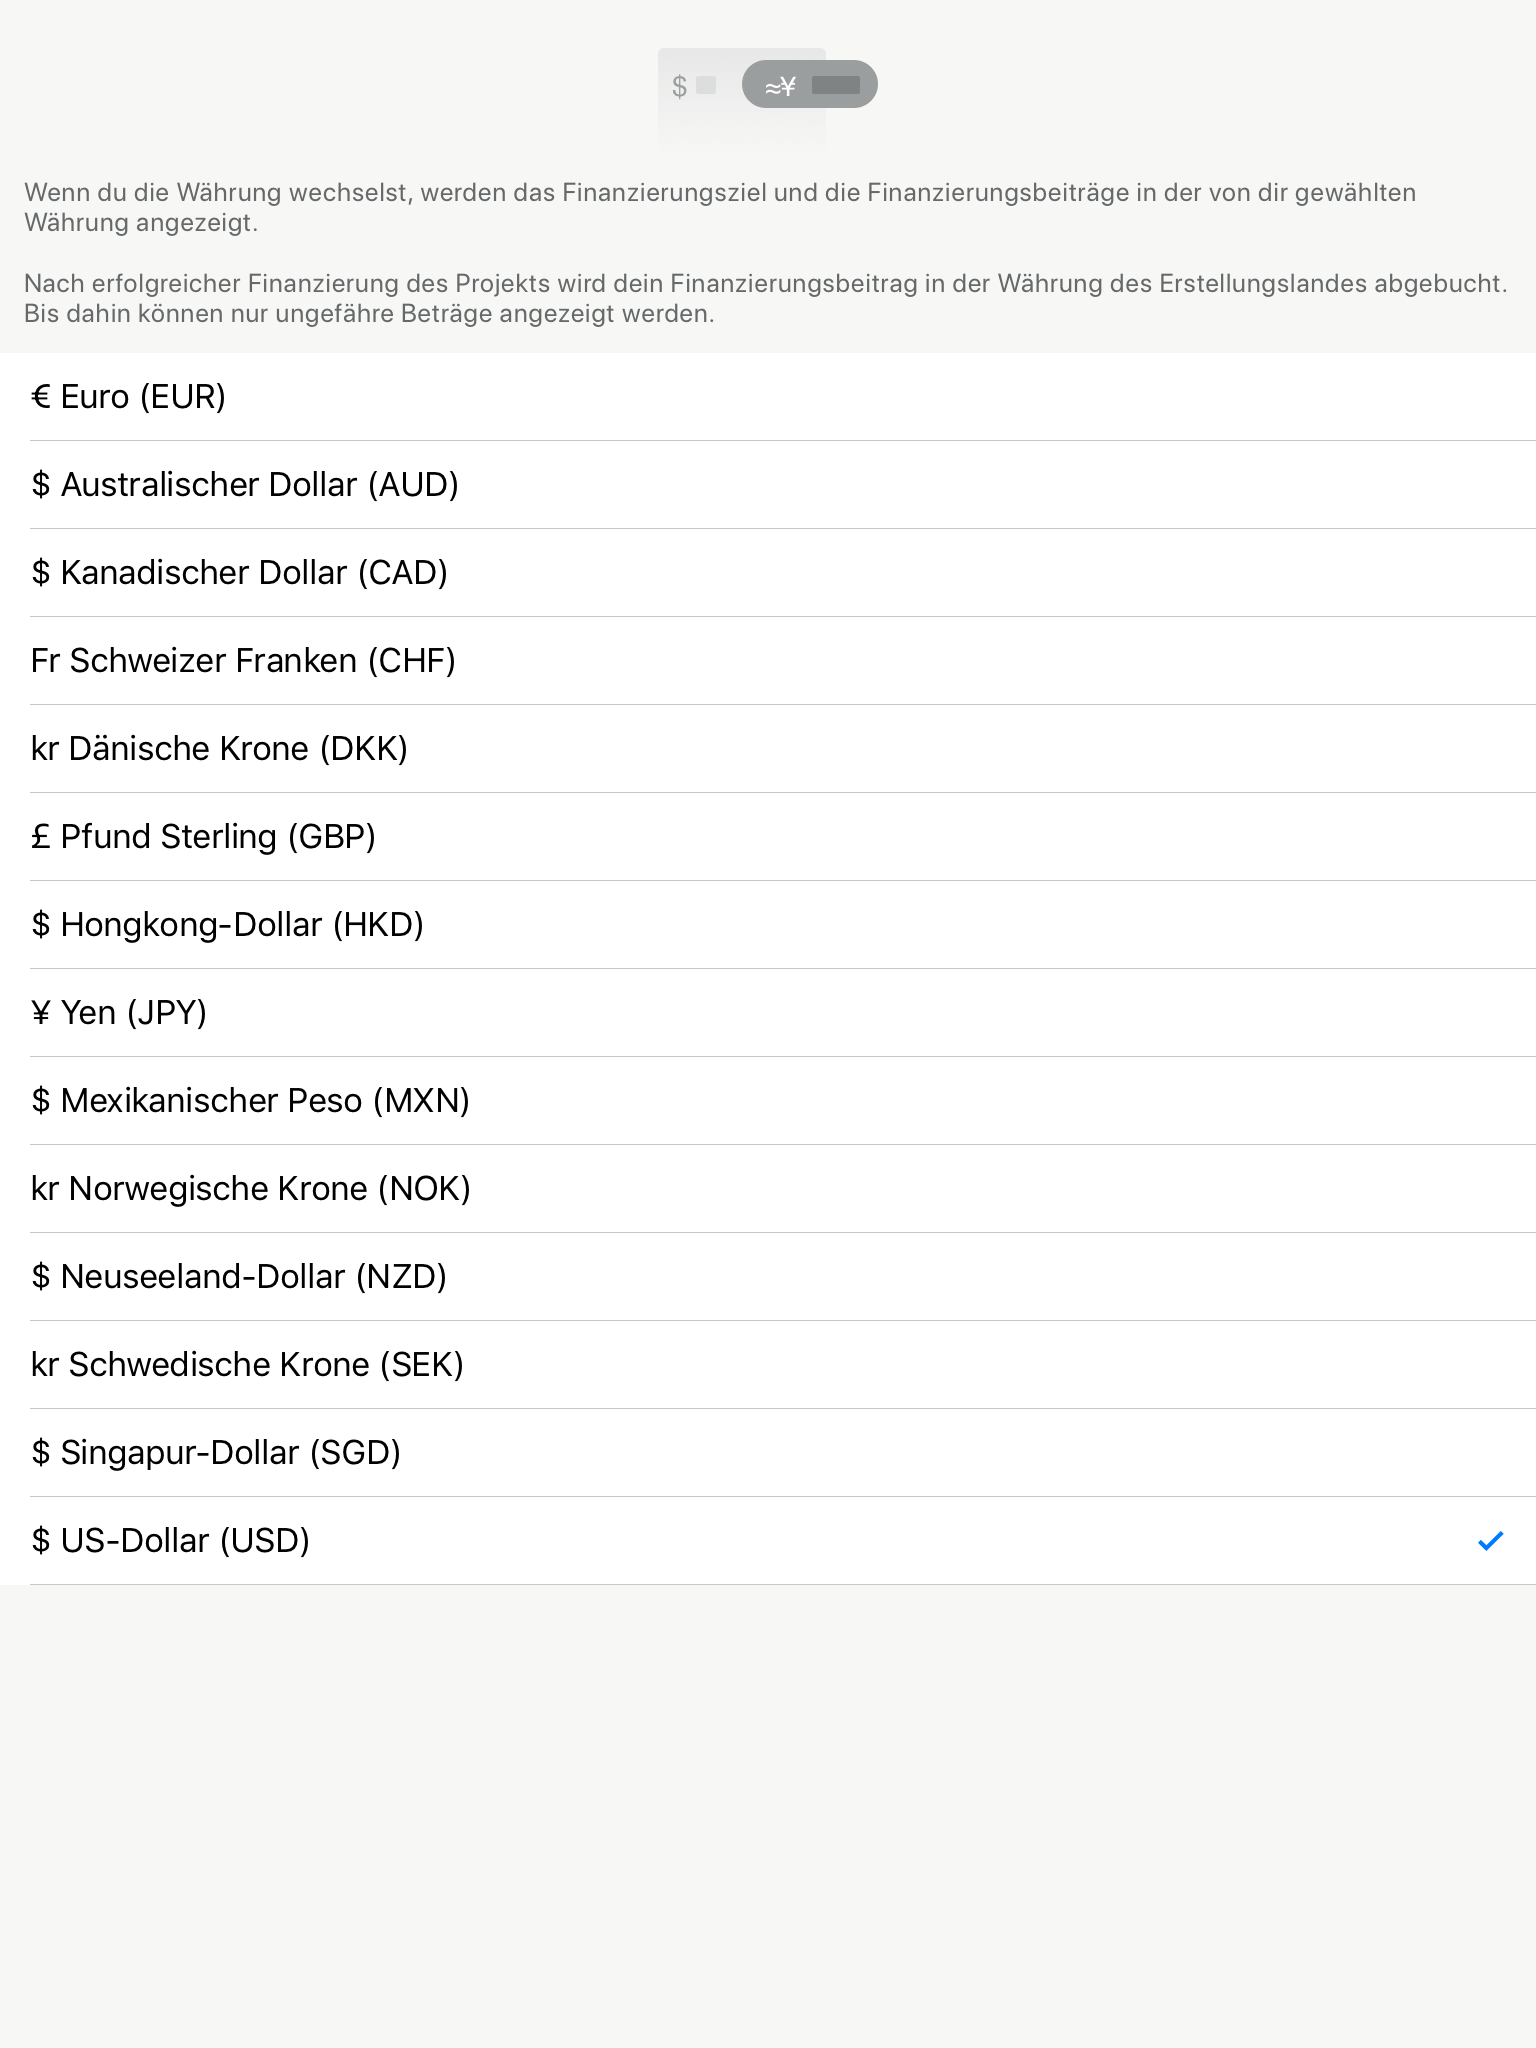 $ ≈¥
Wenn du die Währung wechselst, werden das Finanzierungsziel und die Finanzierungsbeiträge in der von dir gewählten
Währung angezeigt.
Nach erfolgreicher Finanzierung des Projekts wird dein Finanzierungsbeitrag in der Währung des Erstellungslandes abgebucht.
Bis dahin können nur ungefähre Beträge angezeigt werden.
€ Euro (EUR)
$ Australischer Dollar (AUD)
$ Kanadischer Dollar (CAD)
Fr Schweizer Franken (CHF)
kr Dänische Krone (DKK)
£ Pfund Sterling (GBP)
$ Hongkong-Dollar (HKD)
¥ Yen (JPY)
$ Mexikanischer Peso (MXN)
kr Norwegische Krone (NOK)
$ Neuseeland-Dollar (NZD)
kr Schwedische Krone (SEK)
$ Singapur-Dollar (SGD)
$ US-Dollar (USD)